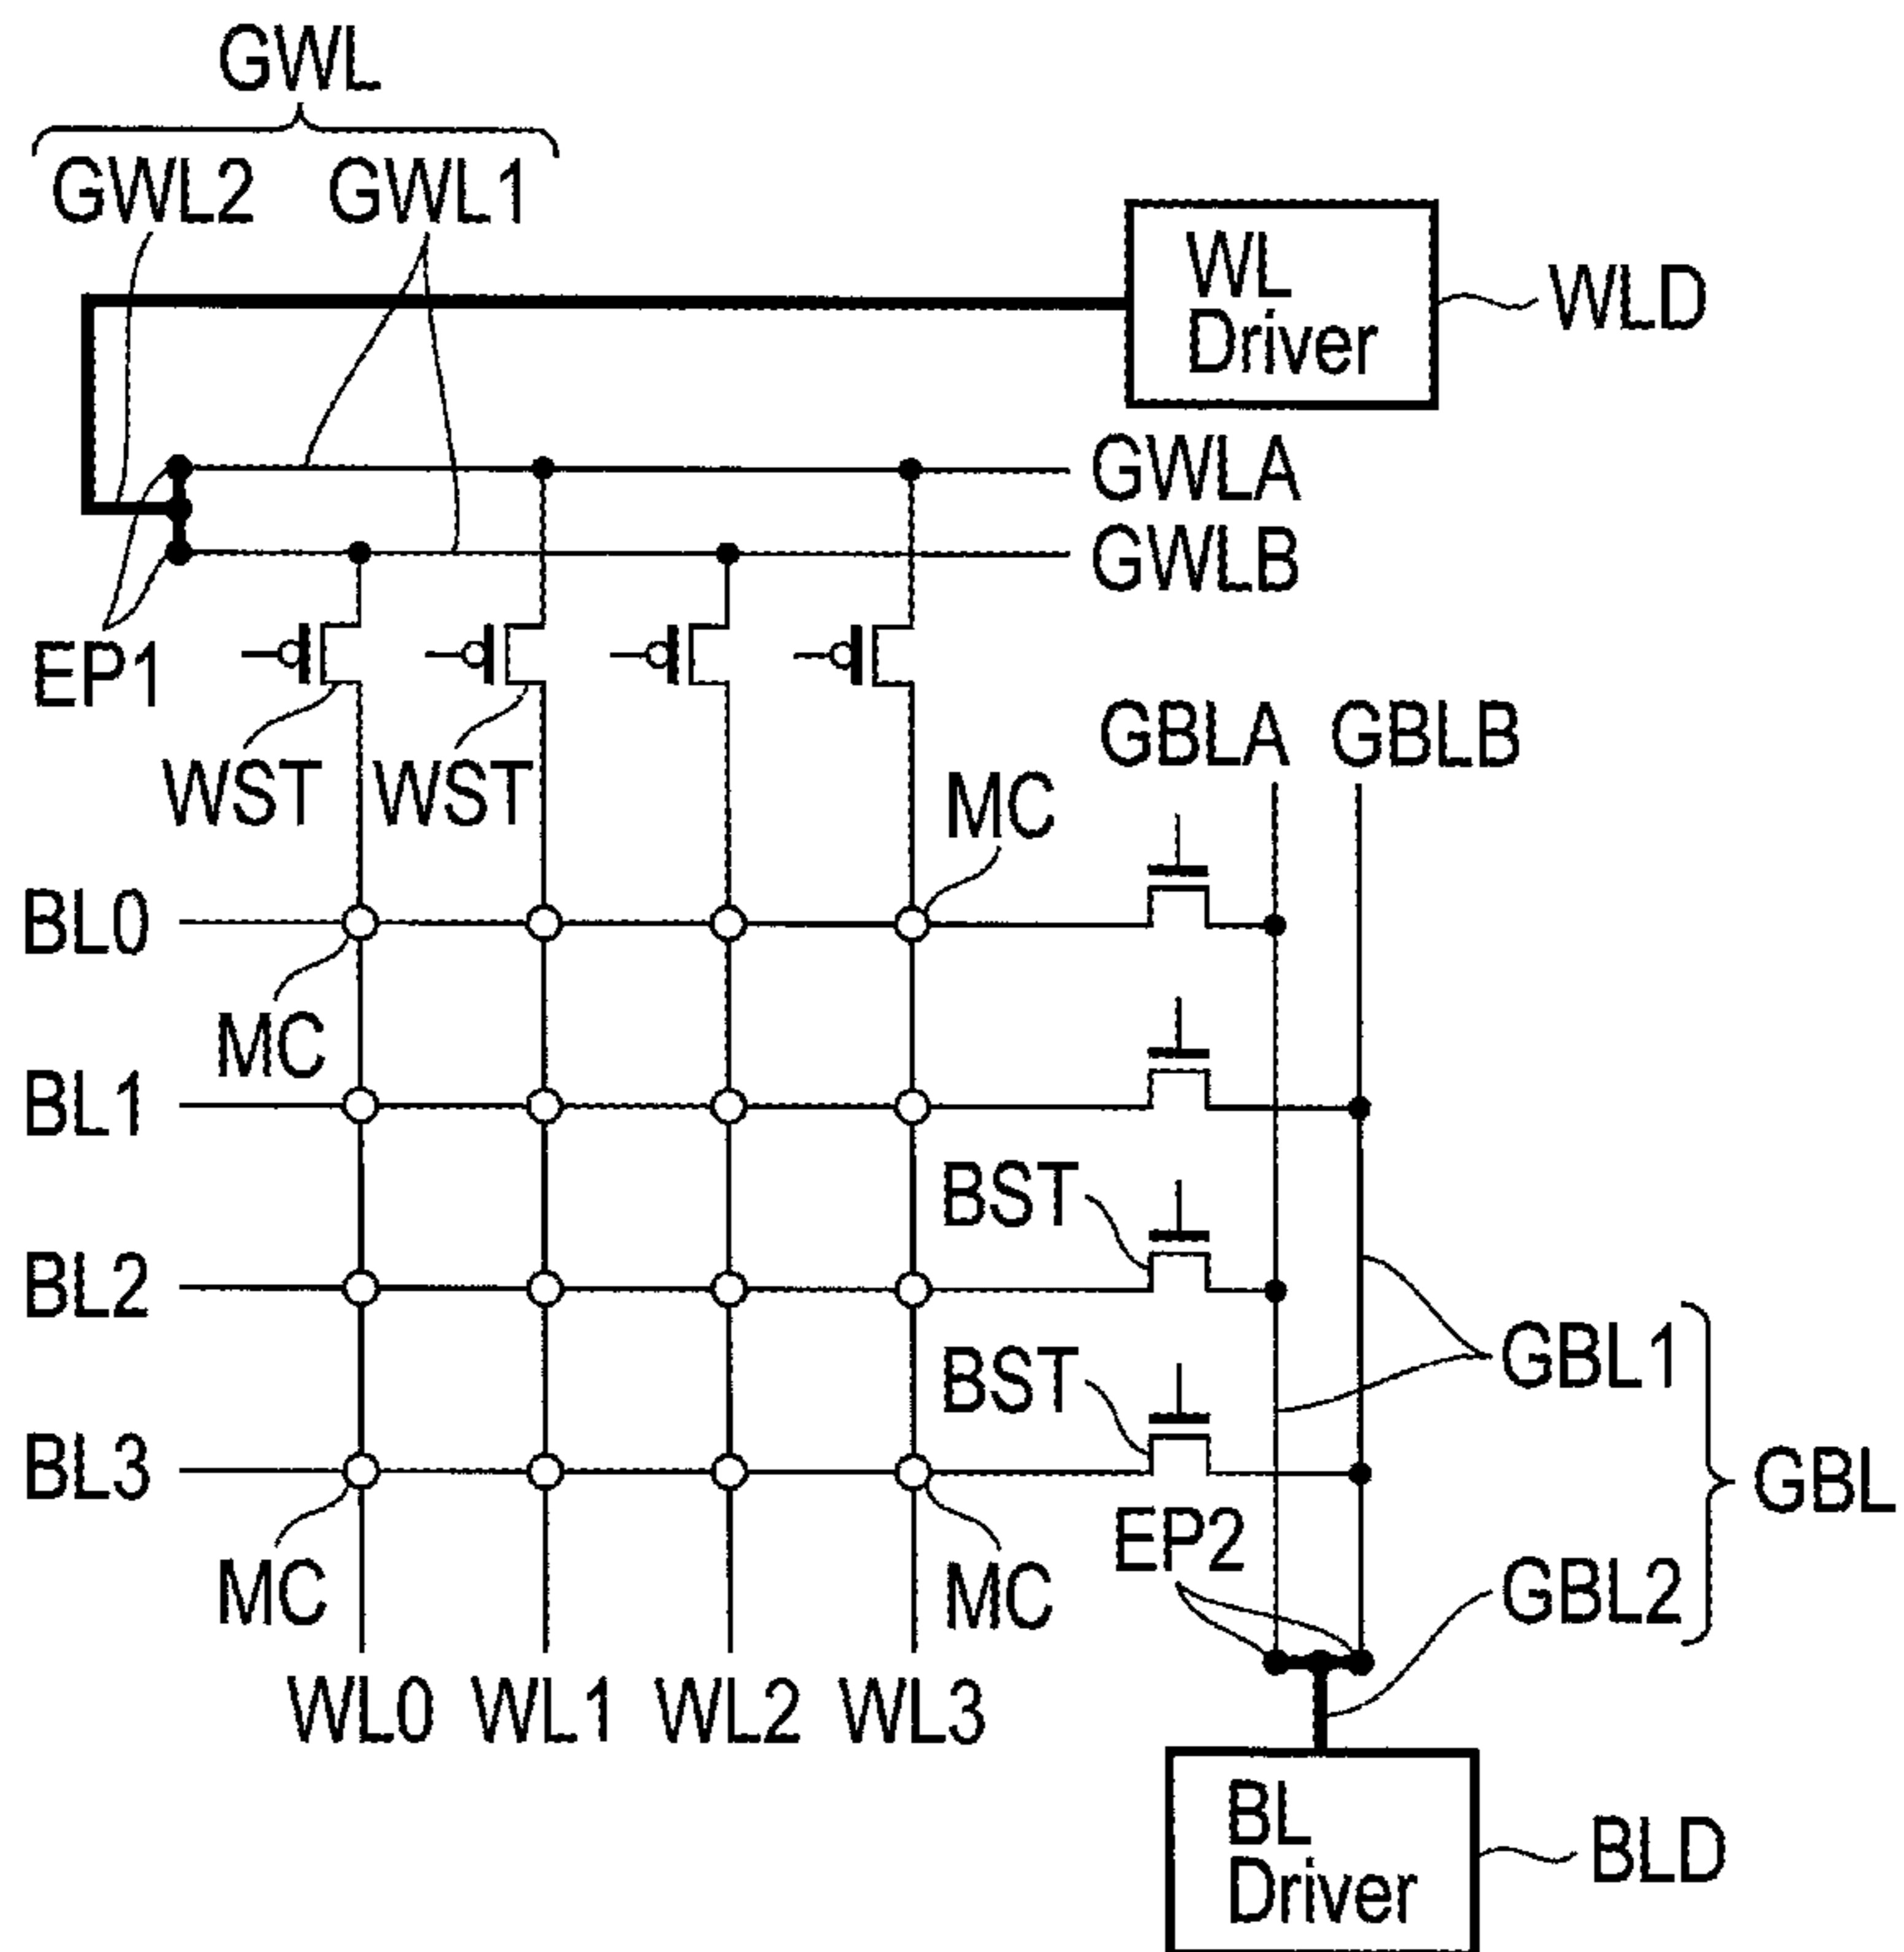 GWL
GWL2 GWL1
WL
Driver
WLD
GWLA
GWLB
EP1
WST WST
GBLA GBLB
MC
BL0
MC
BL1
BST
BL2
GBL1
BST
GBL
BL3
EP2
MC
MC
GBL2
WL0 WL1 WL2 WL3
BL
Driver
BLD